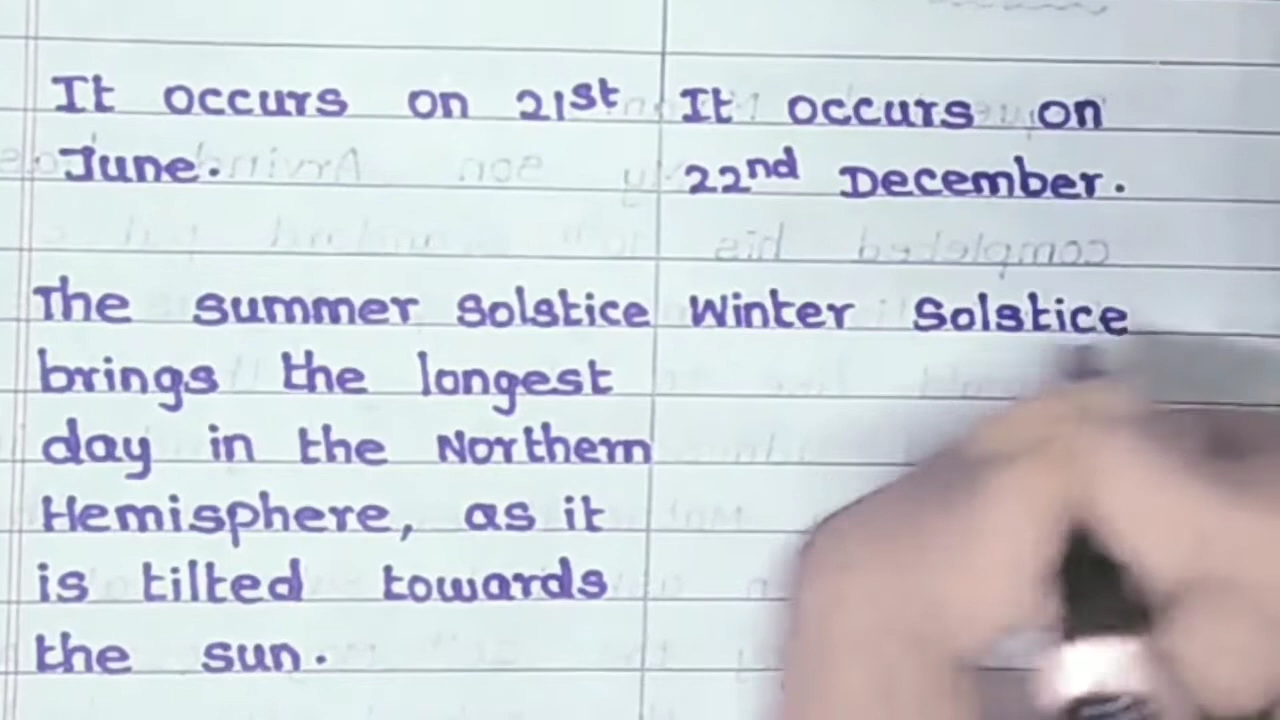 It occurs on 21st
June.
The summer solstice
brings the longest
day in the Northern
Hemisphere, as it
is tilted towards
the sun.
It occurs on
22nd December.
Winter Solstice